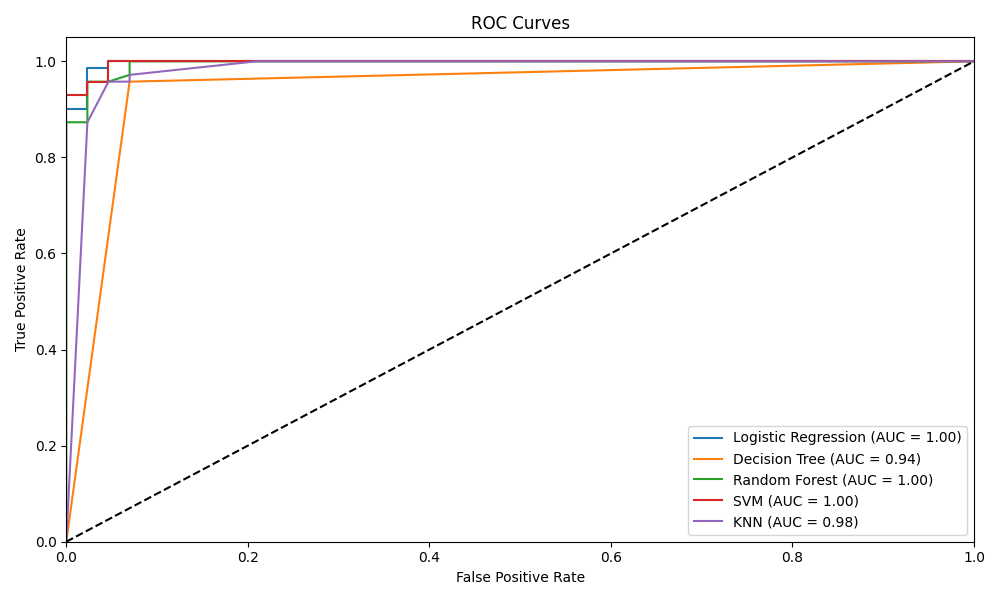 ROC Curves
True Positive Rate
1.0
0.8
0.6
0.4
0.2
0.0
Logistic Regression (AUC = 1.00)
Decision Tree (AUC = 0.94)
Random Forest (AUC = 1.00)
SVM (AUC = 1.00)
KNN (AUC = 0.98)
0.0 0.2 0.4 0.6 0.8 1.0
False Positive Rate